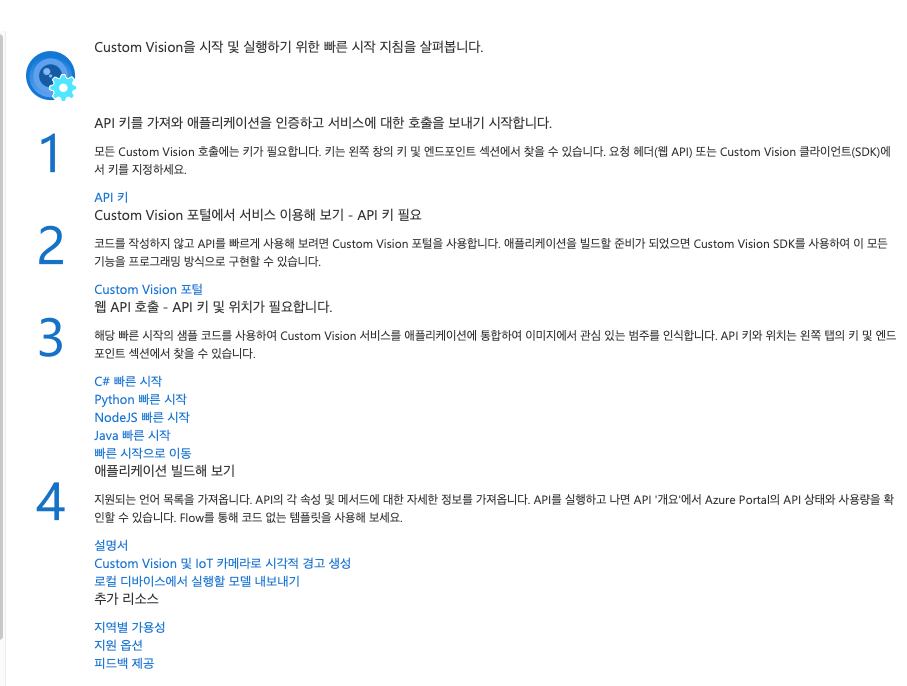 Custom Vision을 시작 및 실행하기 위한 빠른 시작 지침을 살펴봅니다.
1
API 키를 가져와 애플리케이션을 인증하고 서비스에 대한 호출을 보내기 시작합니다.
모든 Custom Vision 호출에는 키가 필요합니다. 키는 왼쪽 창의 키 및 엔드포인트 섹션에서 찾을 수 있습니다. 요청 헤더(웹 API) 또는 Custom Vision 클라이언트(SDK)에
서 키를 지정하세요.
API 키
2
Custom Vision 포털에서 서비스 이용해 보기 - API 키 필요
코드를 작성하지 않고 API를 빠르게 사용해 보려면 Custom Vision 포털을 사용합니다. 애플리케이션을 빌드할 준비가 되었으면 Custom Vision SDK를 사용하여 이 모든
기능을 프로그래밍 방식으로 구현할 수 있습니다.
Custom Vision 포털
3
웹 API 호출 - API 키 및 위치가 필요합니다.
해당 빠른 시작의 샘플 코드를 사용하여 Custom Vision 서비스를 애플리케이션에 통합하여 이미지에서 관심 있는 범주를 인식합니다. API 키와 위치는 왼쪽 탭의 키 및 엔드
포인트 섹션에서 찾을 수 있습니다.
C# 빠른 시작
Python 빠른 시작
NodeJS 빠른 시작
Java 빠른 시작
빠른 시작으로 이동
4
애플리케이션 빌드해 보기
지원되는 언어 목록을 가져옵니다. API의 각 속성 및 메서드에 대한 자세한 정보를 가져옵니다. API를 실행하고 나면 API '개요'에서 Azure Portal의 API 상태와 사용량을 확
인할 수 있습니다. Flow를 통해 코드 없는 템플릿을 사용해 보세요.
설명서
Custom Vision 및 IoT 카메라로 시각적 경고 생성
로컬 디바이스에서 실행할 모델 내보내기
추가 리소스
지역별 가용성
지원 옵션
피드백 제공